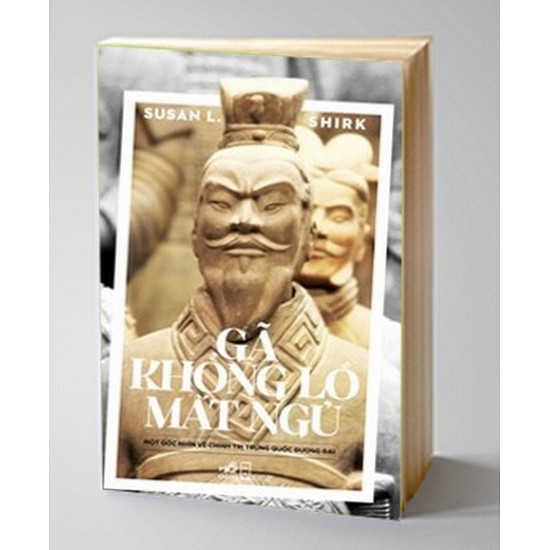 SUSAN L. SHIRK
GÃ
KHỔNG LỒ
MẤT NGỦ
MỘT GÓC NHÌN VỀ CHÍNH TRỊ TRUNG QUỐC ĐƯƠNG ĐẠI